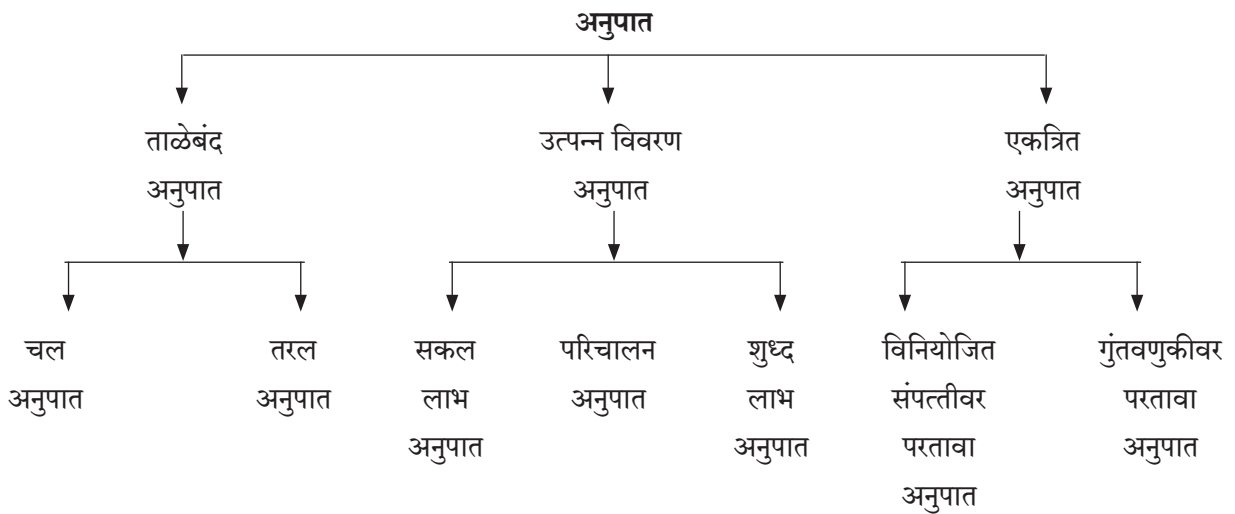 अनुपात
ताळेबंद
अनुपात
उत्पन्न विवरण
अनुपात
एकत्रित
अनुपात
चल
अनुपात
तरल
अनुपात
सकल
लाभ
अनुपात
परिचालन
अनुपात
शुध्द
लाभ
अनुपात
विनियोजित
संपत्तीवर
परतावा
अनुपात
गुंतवणुकीवर
परतावा
अनुपात